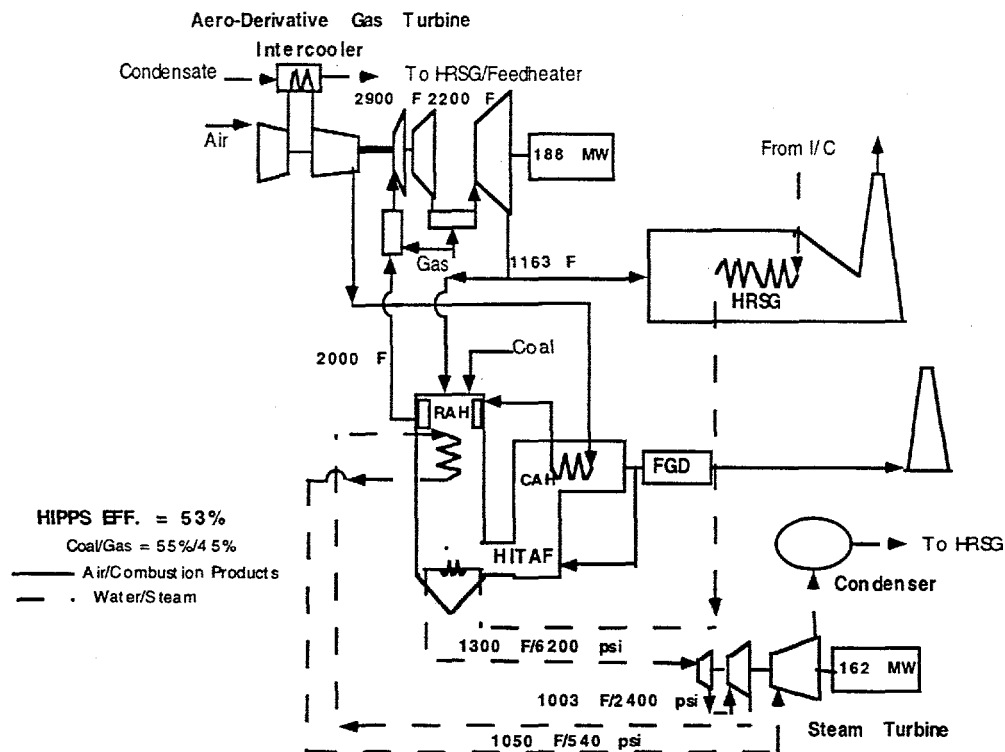 Aero-Derivative Gas Turbine
Intercooler
Condensate
To HRSG/Feedheater
2900 F 2200 F
Air
188 MW
From I/C
Gas
1163 F
HRSG
2000 F
Coal
RAH
CAH
FGD
HIPPS EFF. = 53%
Coal/Gas = 55%/45%
Air/Combustion Products
Water/Steam
HITAF
To HRSG
Condenser
1300 F/6200 psi
162 MW
1003 F/2400 psi
Steam Turbine
1050 F/540 psi